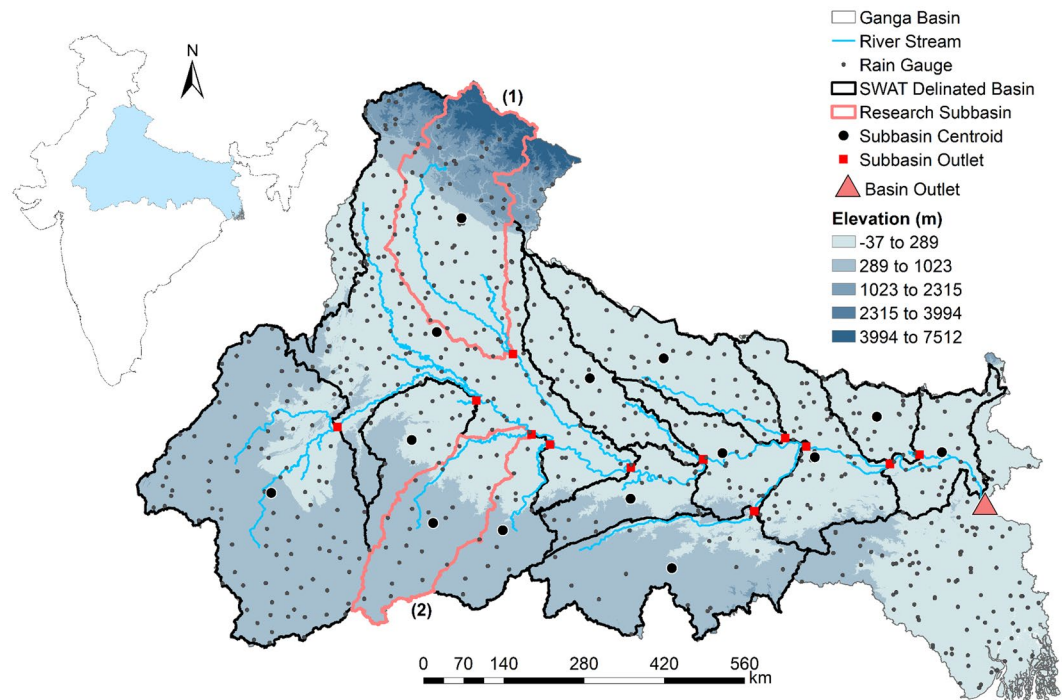 N
(1)
Ganga Basin
River Stream
Rain Gauge
SWAT Delinated Basin
Research Subbasin
Subbasin Centroid
Subbasin Outlet
Basin Outlet
Elevation (m)
-37 to 289
289 to 1023
1023 to 2315
2315 to 3994
3994 to 7512
(2)
0 70 140 280 420 560
km